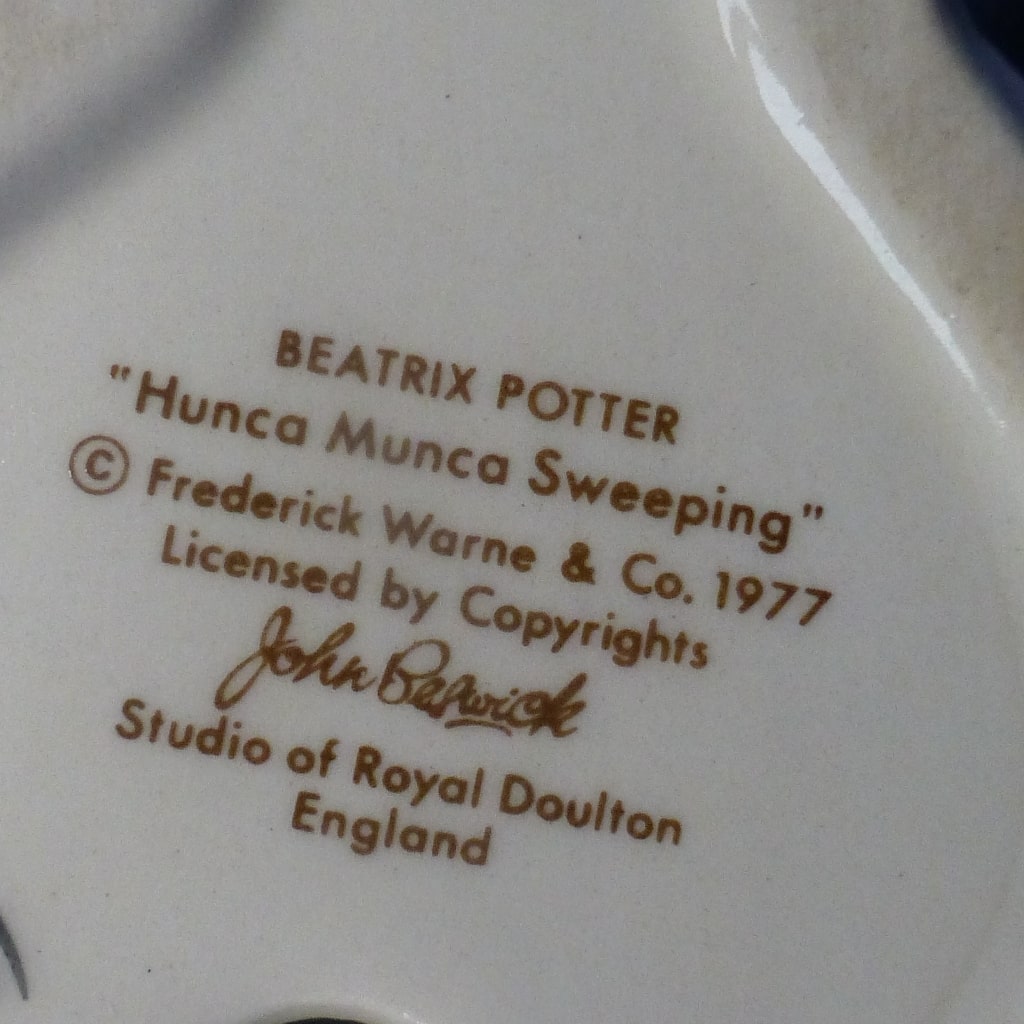 BEATRIX POTTER
"Hunca Munca Sweeping"
© Frederick Warne & Co. 1977
Licensed by Copyrights
John Beswick
Studio of Royal Doulton
England